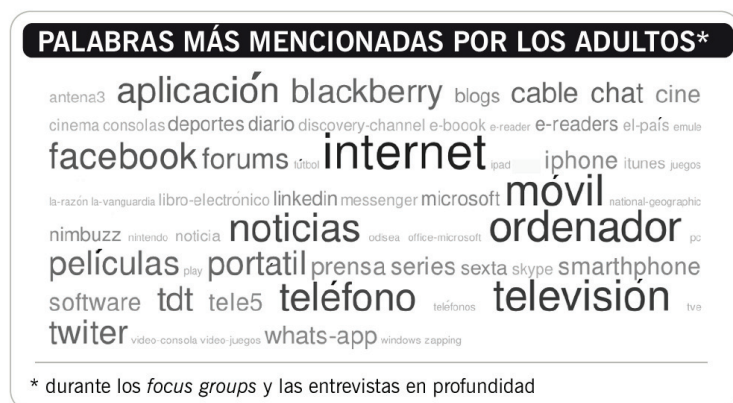 PALABRAS MÁS MENCIONADAS POR LOS ADULTOS*
antena3 aplicación blackberry blogs cable chat cine
cinema consolas deportes diario discovery-channel e-boook e-reader e-readers el-país emule
facebook forums fútbol internet ipad iphone itunes juegos
la-razón la-vanguardia libro-electrónico linkedin messenger microsoft móvil national-geographic
nimbuzz nintendo noticia noticias odisea office-microsoft ordenador pc
películas play portatil prensa series sexta skype smarthphone
software tdt tele5 teléfono teléfonos televisión tve
twiter video-consola video-juegos whats-app windows zapping
* durante los focus groups y las entrevistas en profundidad